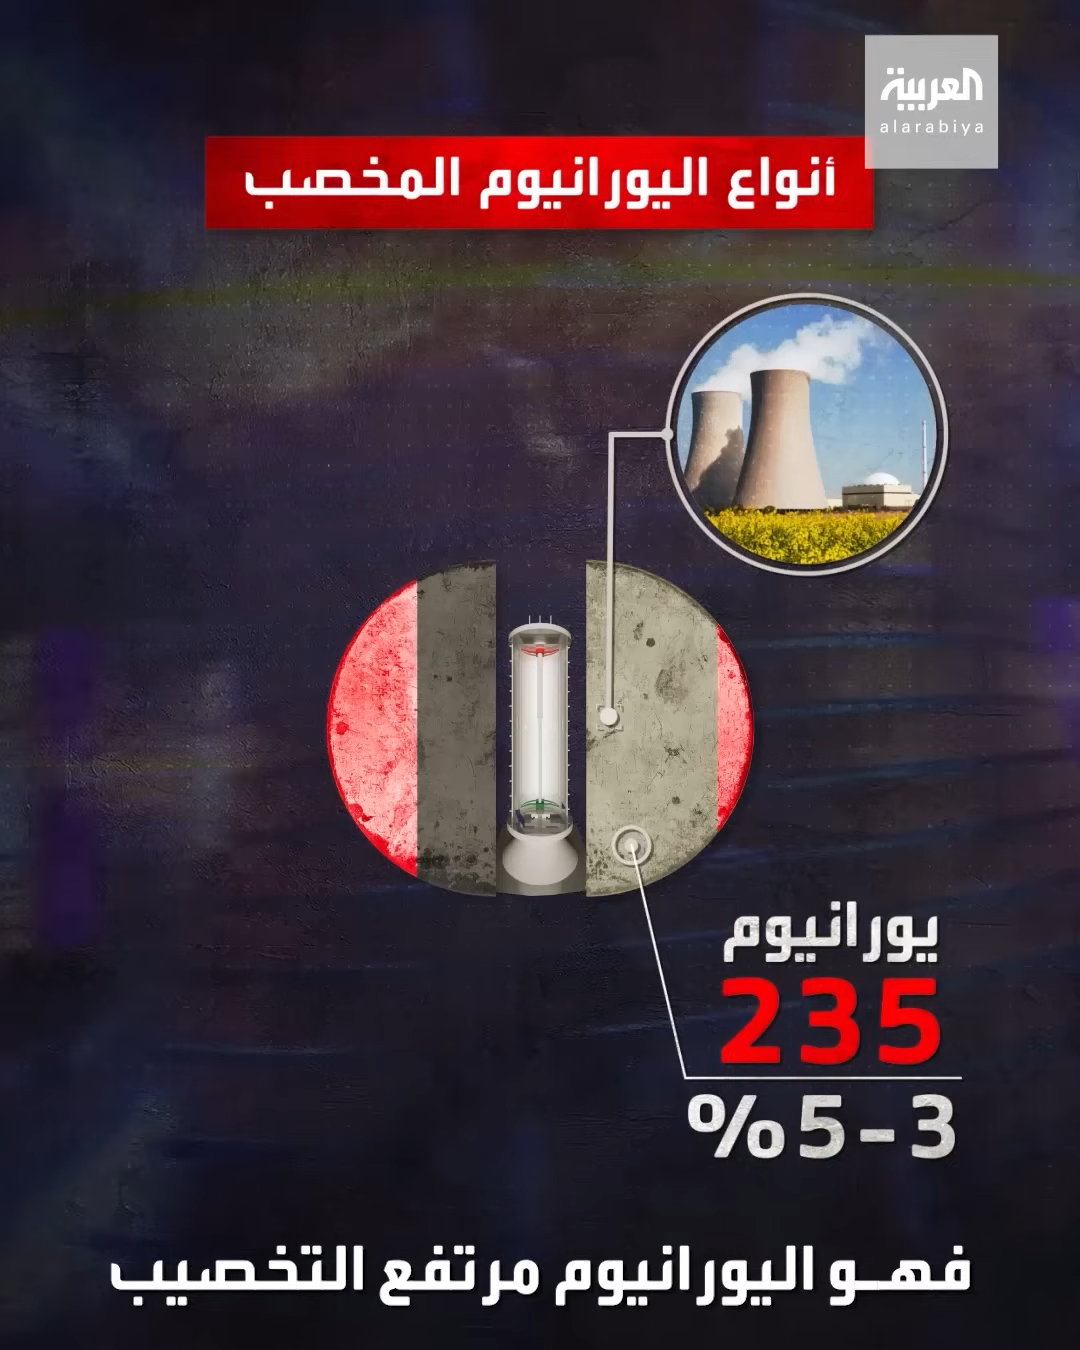 العربية
alarabiya
أنواع اليورانيوم المخصب
يورانيوم
235
3-5%
فهو اليورانيوم مرتفع التخصيب